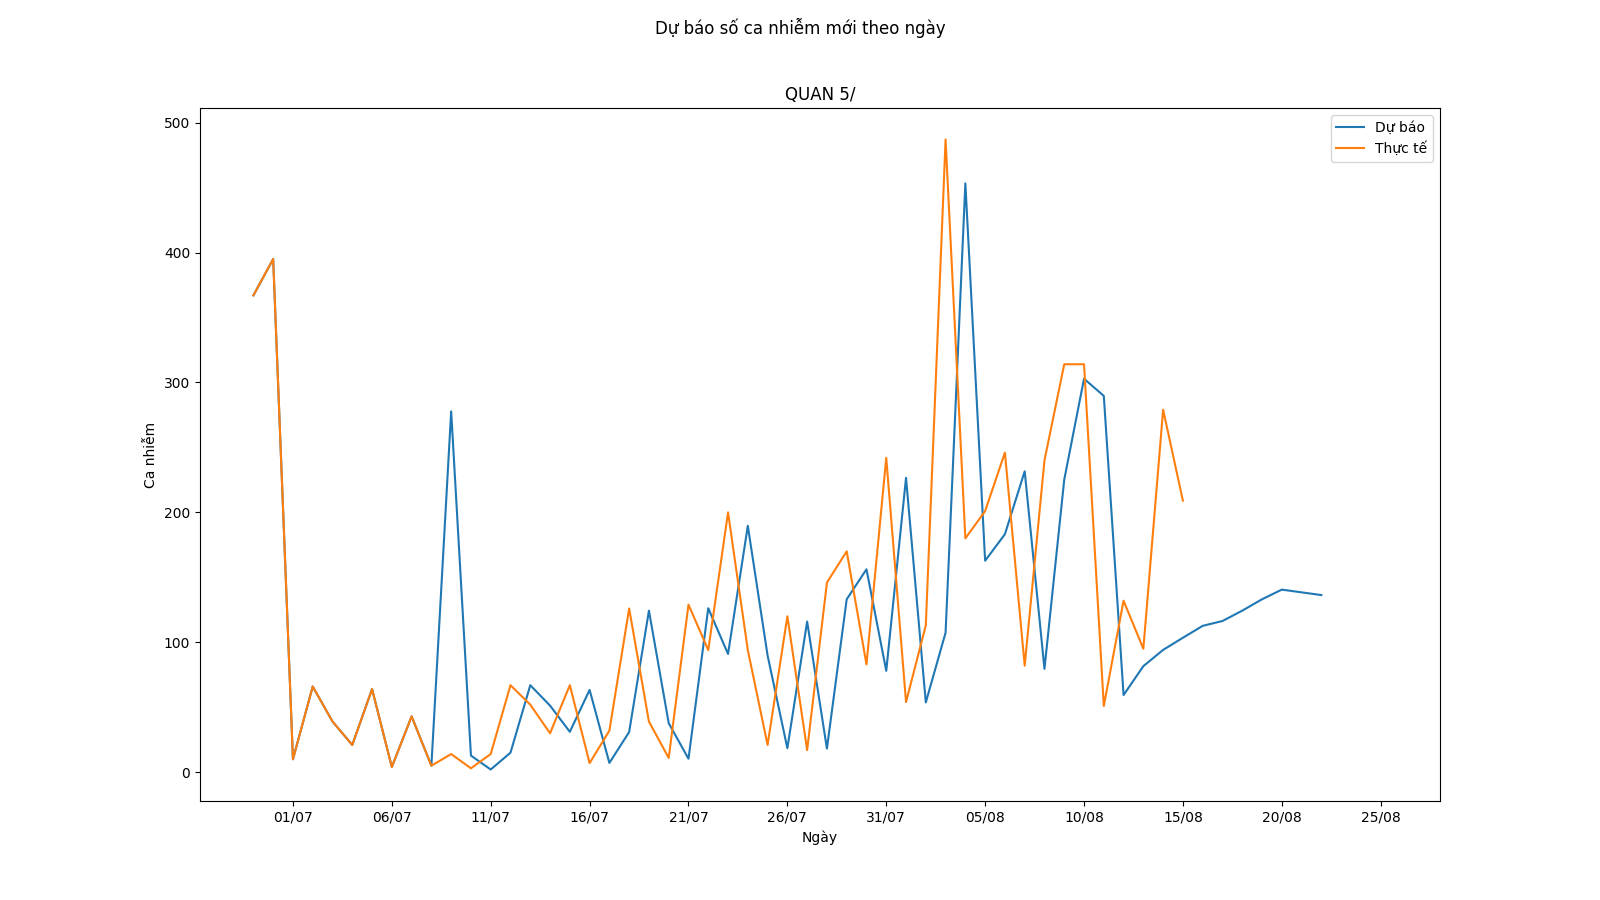 Dự báo số ca nhiễm mới theo ngày
QUAN 5/
Dự báo
Thực tế
500
400
300
200
100
0
Ca nhiễm
01/07 06/07 11/07 16/07 21/07 26/07 31/07 05/08 10/08 15/08 20/08 25/08
Ngày